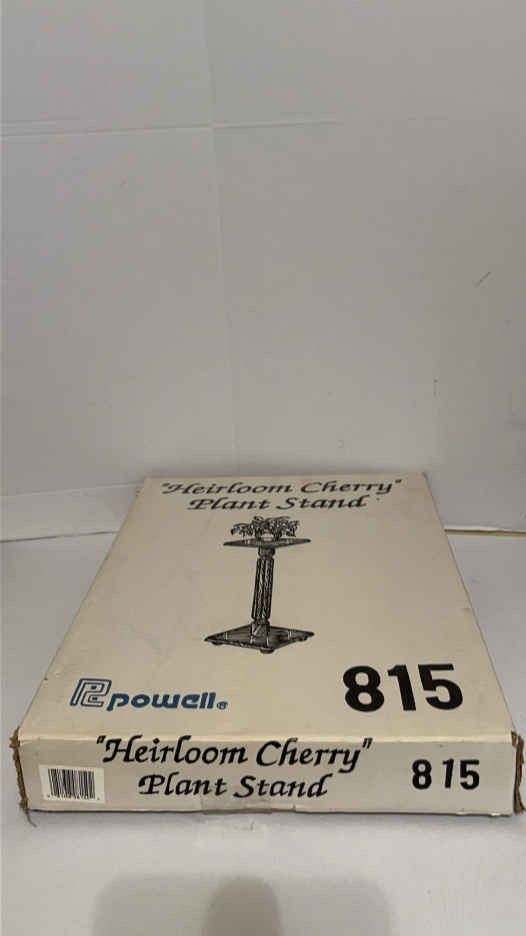 "Heirloom Cherry"
Plant Stand
powell®
815
"Heirloom Cherry"
Plant Stand
815